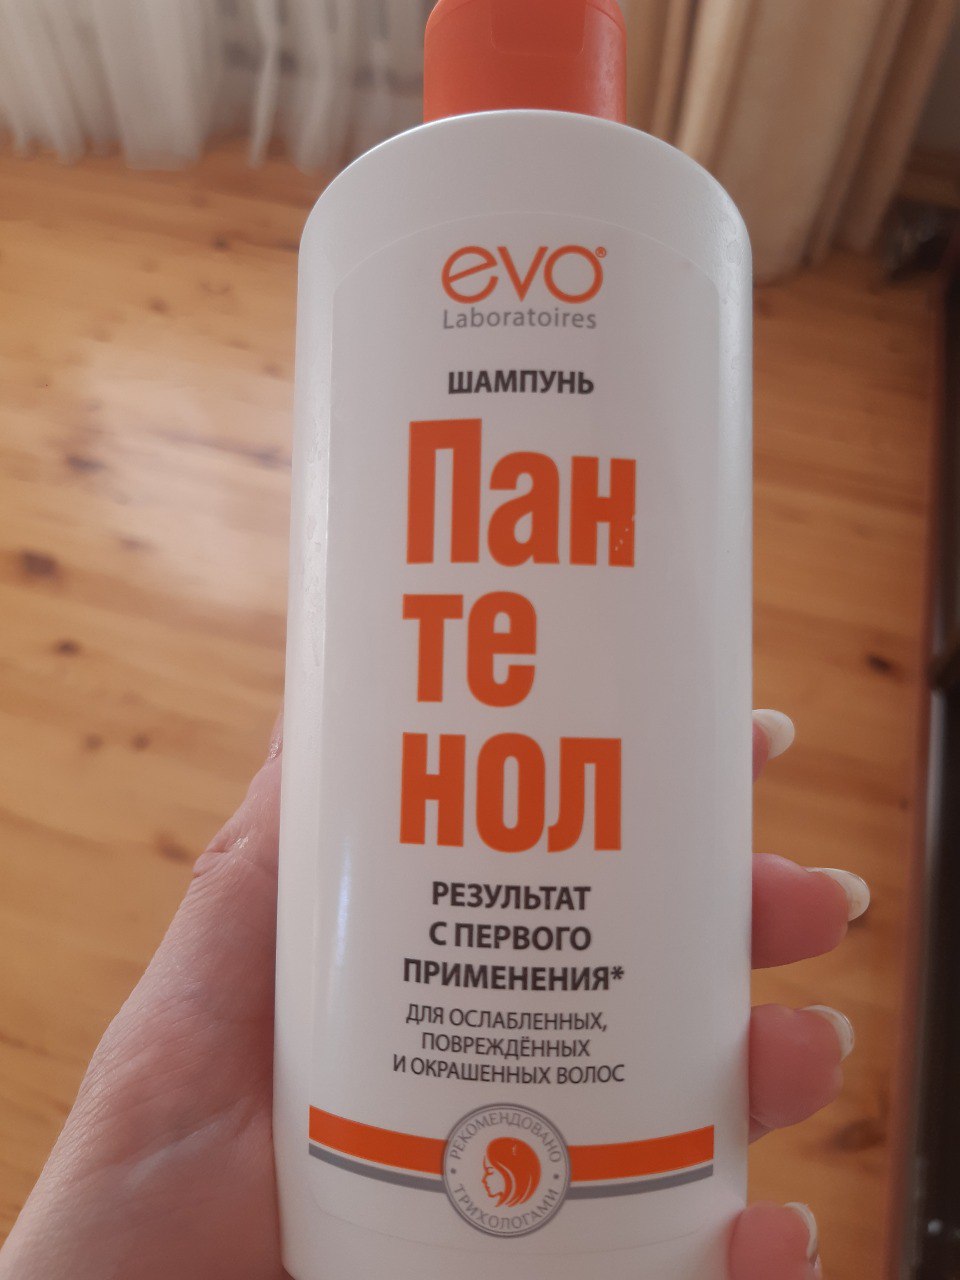 evo®
Laboratoires
ШАМПУНЬ
Пан
те
нол
РЕЗУЛЬТАТ
С ПЕРВОГО
ПРИМЕНЕНИЯ*
ДЛЯ ОСЛАБЛЕННЫХ,
ПОВРЕЖДЁННЫХ
И ОКРАШЕННЫХ ВОЛОС
• РЕКОМЕНДОВАНО •
ТРИХОЛОГАМИ